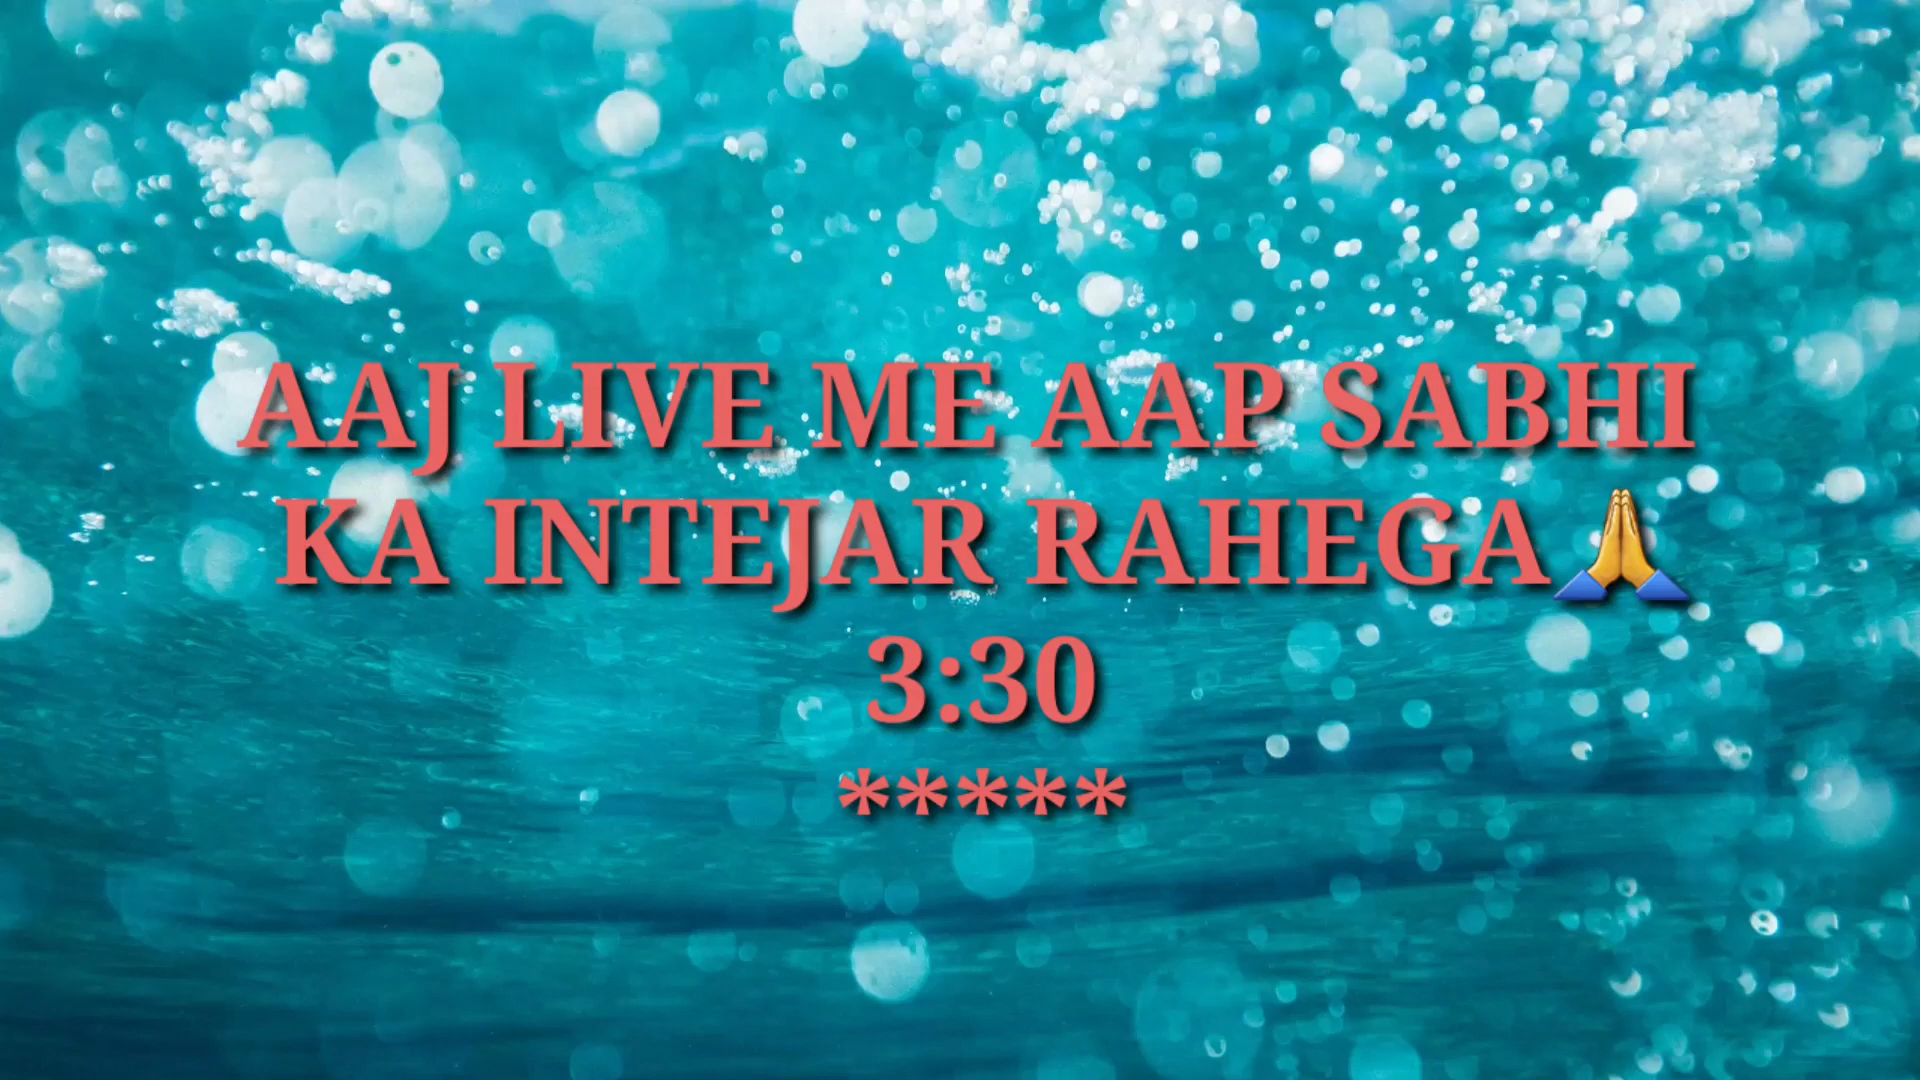 AAJ LIVE ME AAP SABHI
KA INTEJAR RAHEGA🙏
3:30
*****